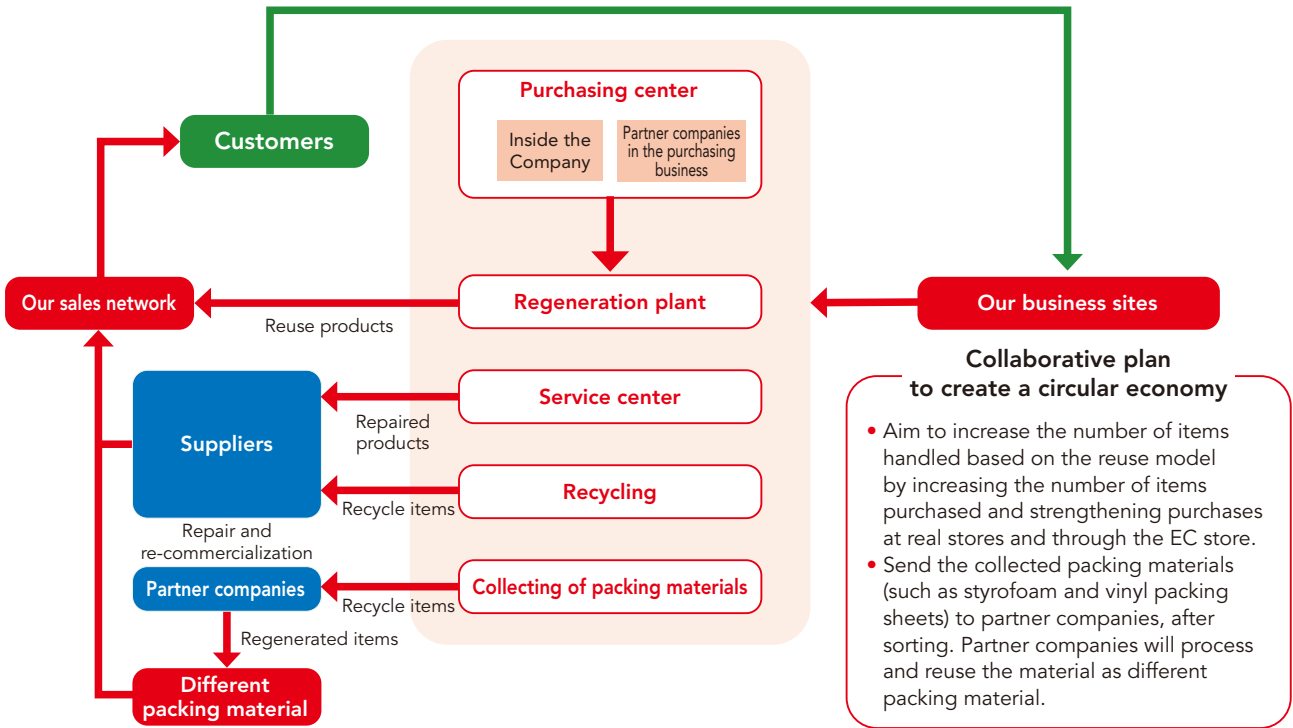 Purchasing center
Inside the
Company
Partner companies
in the purchasing
business
Customers
Our sales network
Reuse products
Regeneration plant
Our business sites
Service center
Repaired
products
Suppliers
Recycling
Recycle items
Repair and
re-commercialization
Partner companies
Recycle items
Collecting of packing materials
Regenerated items
Different
packing material
Collaborative plan
to create a circular economy
• Aim to increase the number of items
handled based on the reuse model
by increasing the number of items
purchased and strengthening purchases
at real stores and through the EC store.
• Send the collected packing materials
(such as styrofoam and vinyl packing
sheets) to partner companies, after
sorting. Partner companies will process
and reuse the material as different
packing material.